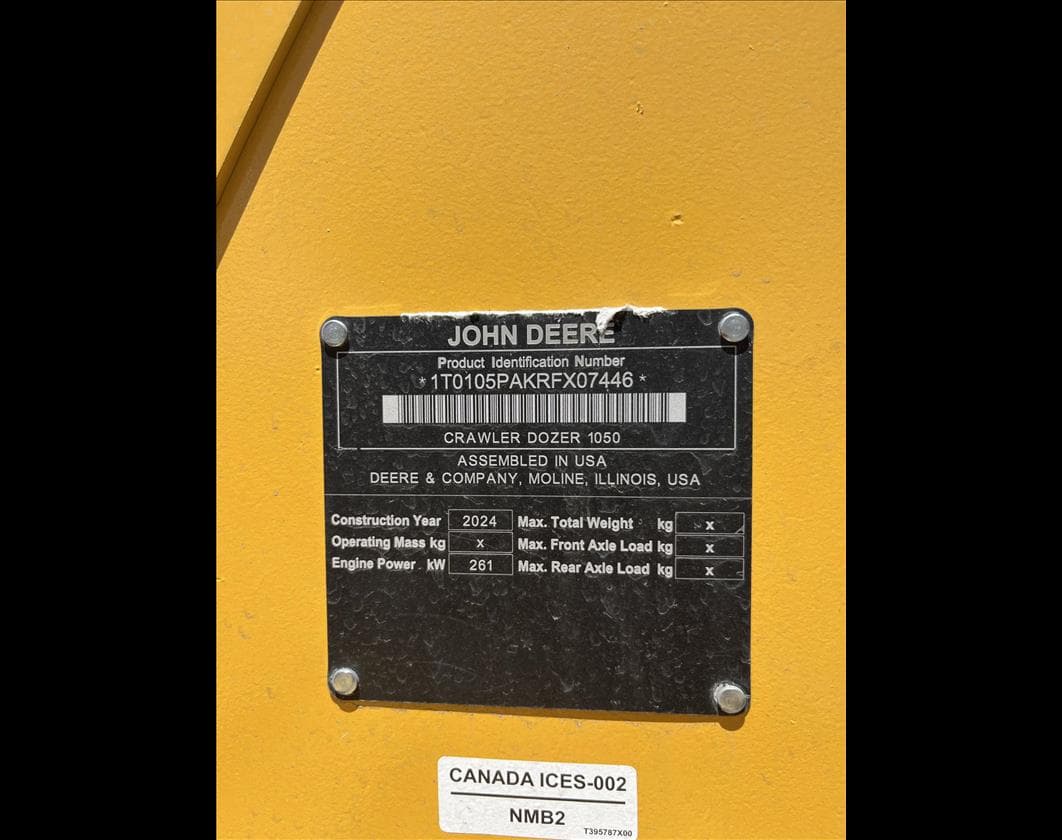 JOHN DEERE
Product Identification Number
*1T0105PAKRFX07446*
CRAWLER DOZER 1050
ASSEMBLED IN USA
DEERE & COMPANY, MOLINE, ILLINOIS, USA
Construction Year 2024 Max. Total Weight kg x
Operating Mass kg x Max. Front Axle Load kg x
Engine Power kW 261 Max. Rear Axle Load kg x
CANADA ICES-002
NMB2
T395787X00